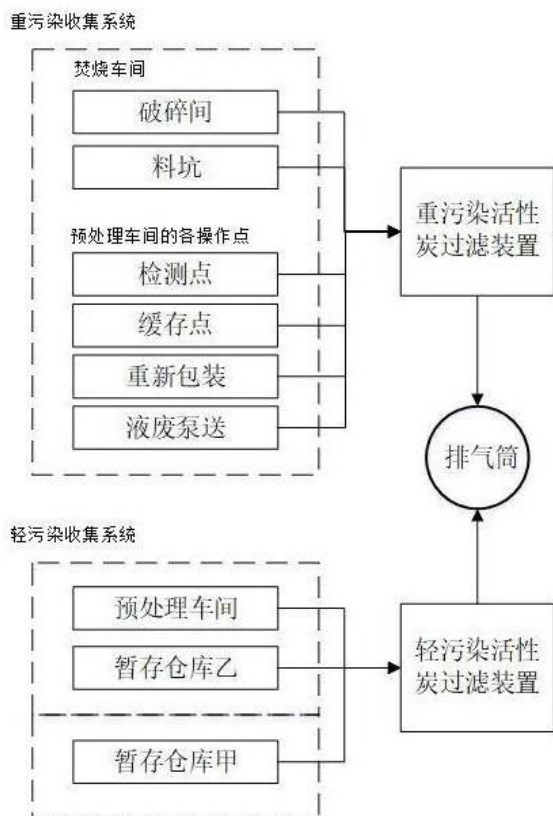 重污染收集系统
焚烧车间
破碎间
料坑
预处理车间的各操作点
检测点
缓存点
重新包装
液废泵送
重污染活性
炭过滤装置
排气筒
轻污染收集系统
预处理车间
暂存仓库乙
暂存仓库甲
轻污染活性
炭过滤装置